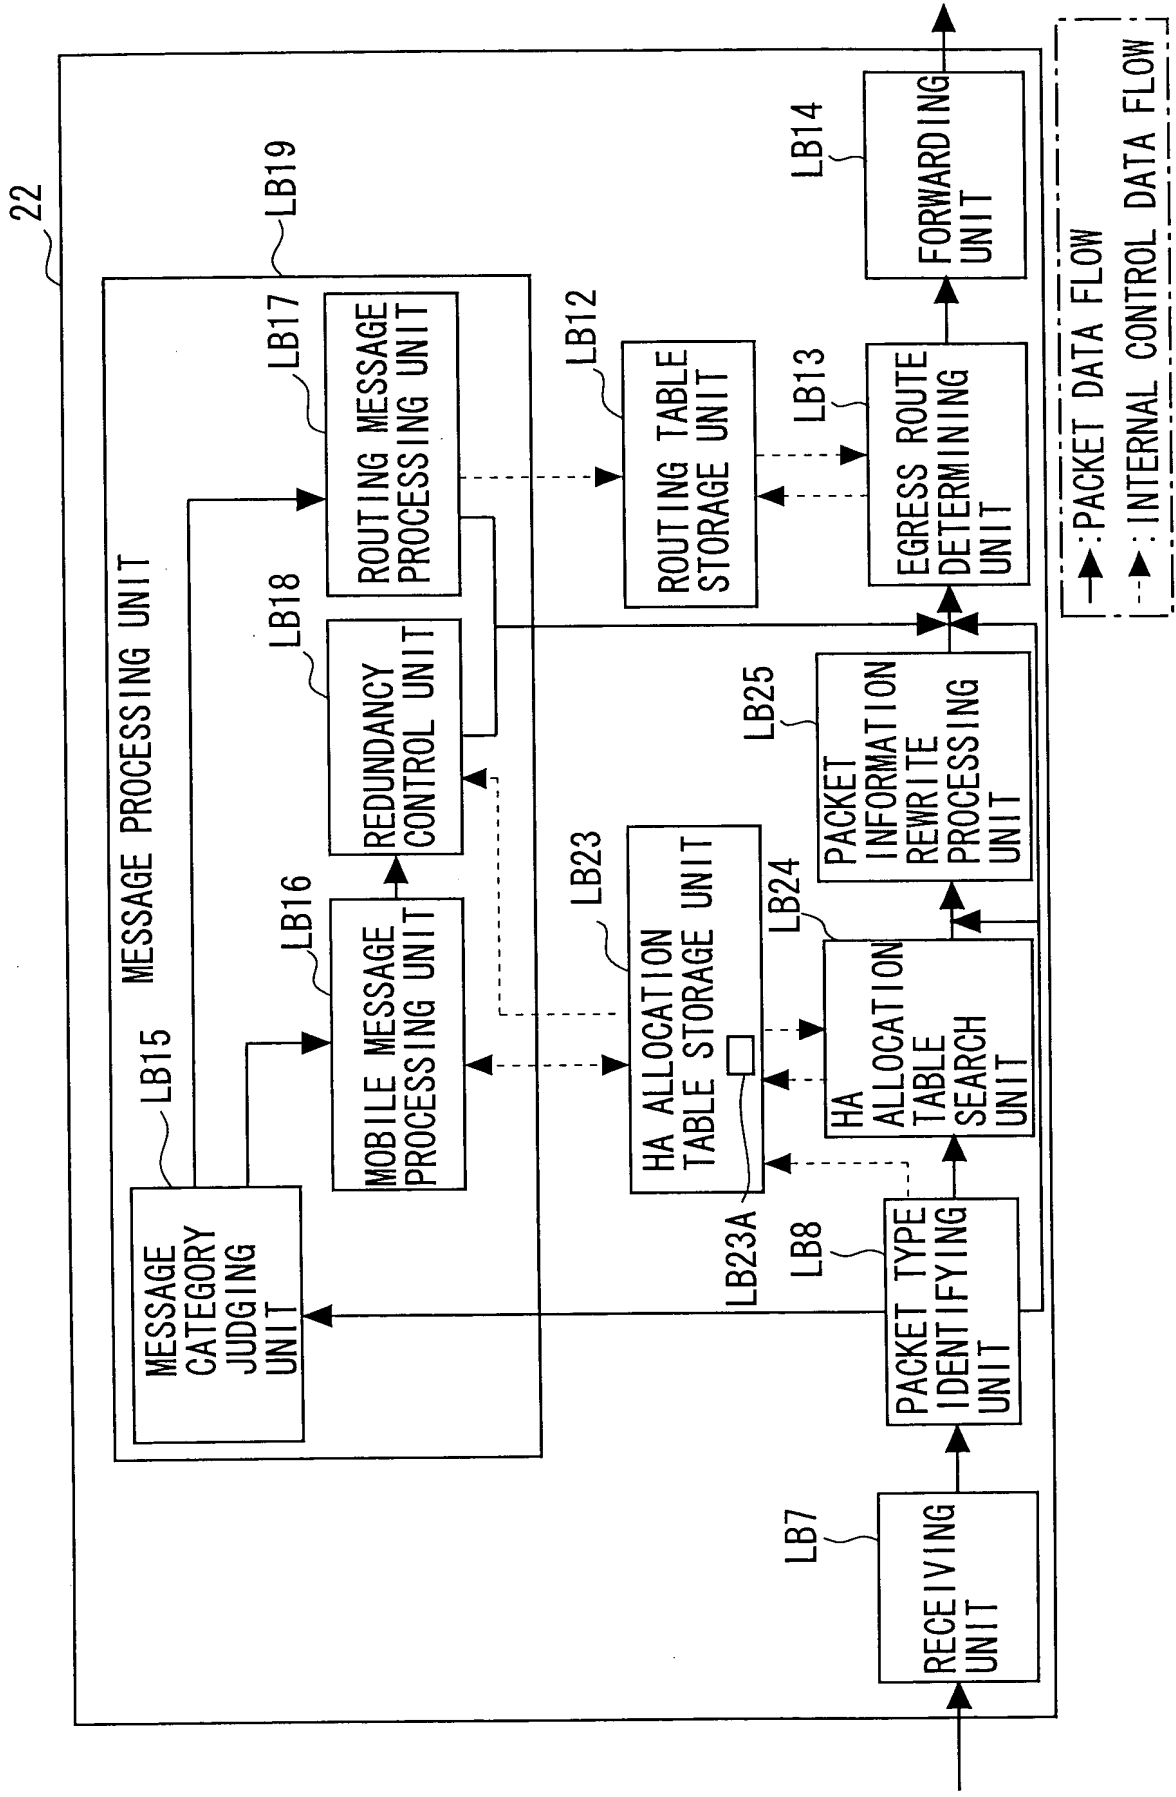 22
LB19
MESSAGE PROCESSING UNIT
LB15
MESSAGE
CATEGORY
JUDGING
UNIT
LB16
MOBILE MESSAGE
PROCESSING UNIT
LB18
REDUNDANCY
CONTROL UNIT
LB17
ROUTING MESSAGE
PROCESSING UNIT
LB23
HA ALLOCATION
TABLE STORAGE UNIT
LB23A
LB12
ROUTING TABLE
STORAGE UNIT
LB7
RECEIVING
UNIT
LB8
PACKET TYPE
IDENTIFYING
UNIT
LB24
HA
ALLOCATION
TABLE
SEARCH
UNIT
LB25
PACKET
INFORMATION
REWRITE
PROCESSING
UNIT
LB13
EGRESS ROUTE
DETERMINING
UNIT
LB14
FORWARDING
UNIT
:PACKET DATA FLOW
:INTERNAL CONTROL DATA FLOW